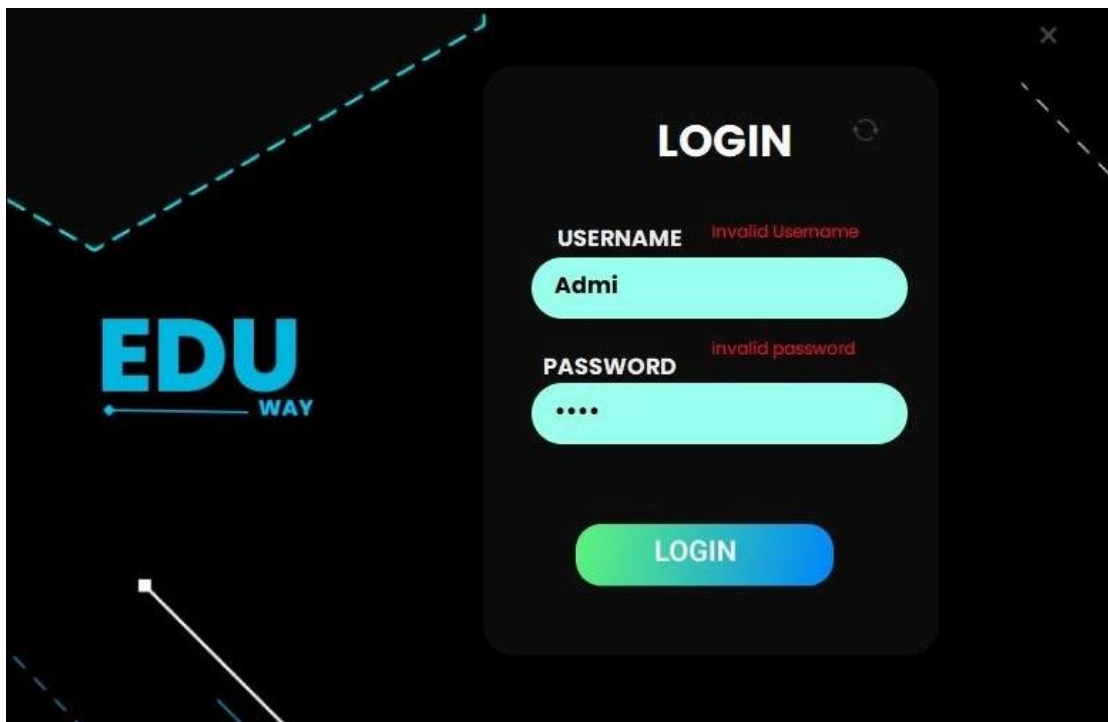 LOGIN
USERNAME Invalid Username
Admi
invalid password
PASSWORD
••••
LOGIN
EDU
WAY